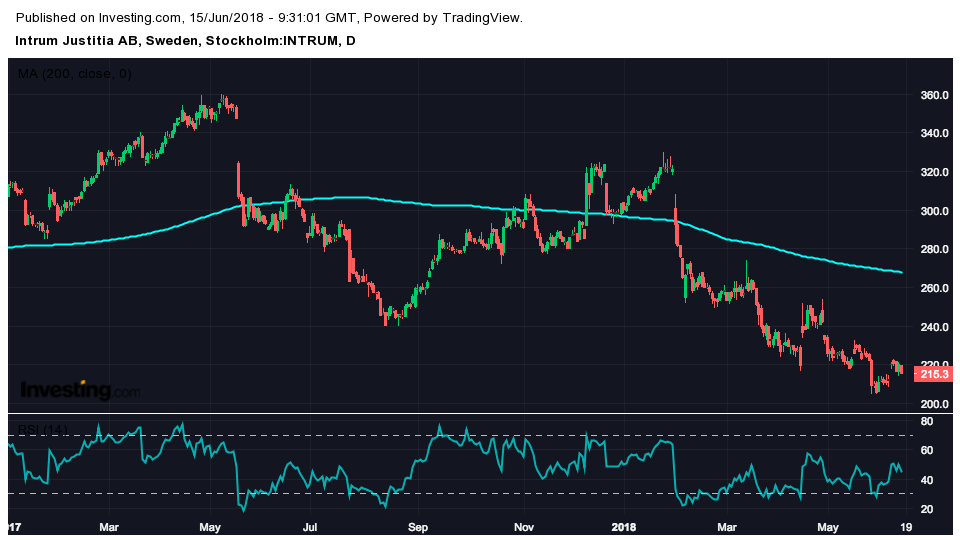 Published on Investing.com, 15/Jun/2018 - 9:31:01 GMT, Powered by TradingView.
Intrum Justitia AB, Sweden, Stockholm:INTRUM, D
MA (200, close, 0)
360.0
340.0
320.0
300.0
280.0
260.0
240.0
220.0
215.3
200.0
Investing.com
RSI (14)
80
60
40
20
017 Mar May Jul Sep Nov 2018 Mar May 19